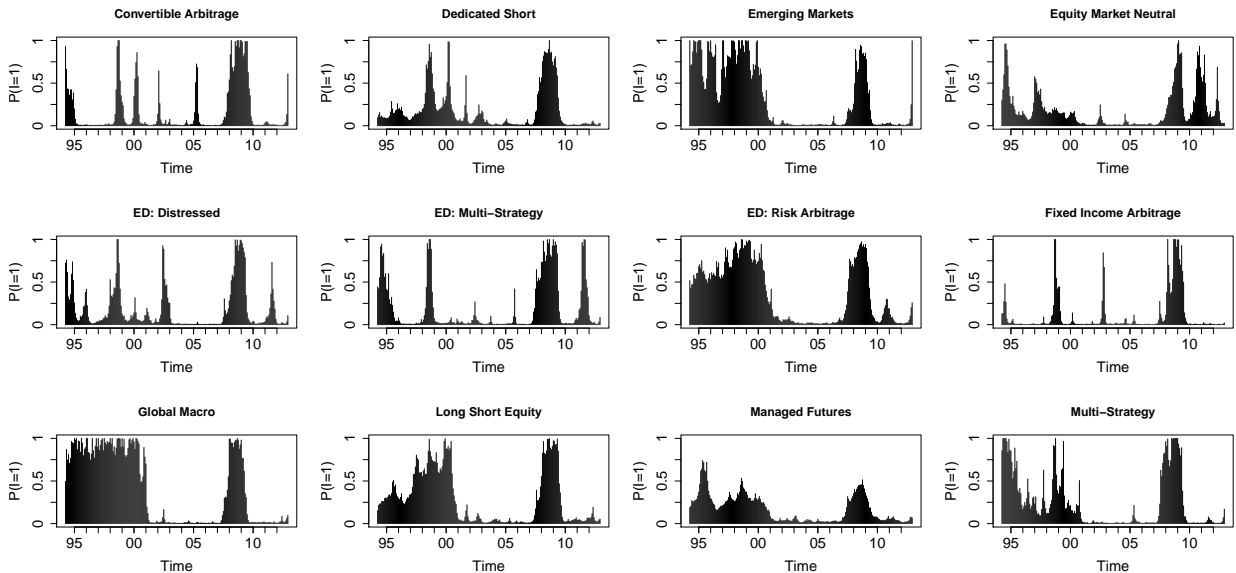 Convertible Arbitrage
P(I=1)
0 0.5 1
95 00 05 10
Time
Dedicated Short
P(I=1)
0 0.5 1
95 00 05 10
Time
Emerging Markets
P(I=1)
0 0.5 1
95 00 05 10
Time
Equity Market Neutral
P(I=1)
0 0.5 1
95 00 05 10
Time
ED: Distressed
P(I=1)
0 0.5 1
95 00 05 10
Time
ED: Multi−Strategy
P(I=1)
0 0.5 1
95 00 05 10
Time
ED: Risk Arbitrage
P(I=1)
0 0.5 1
95 00 05 10
Time
Fixed Income Arbitrage
P(I=1)
0 0.5 1
95 00 05 10
Time
Global Macro
P(I=1)
0 0.5 1
95 00 05 10
Time
Long Short Equity
P(I=1)
0 0.5 1
95 00 05 10
Time
Managed Futures
P(I=1)
0 0.5 1
95 00 05 10
Time
Multi−Strategy
P(I=1)
0 0.5 1
95 00 05 10
Time